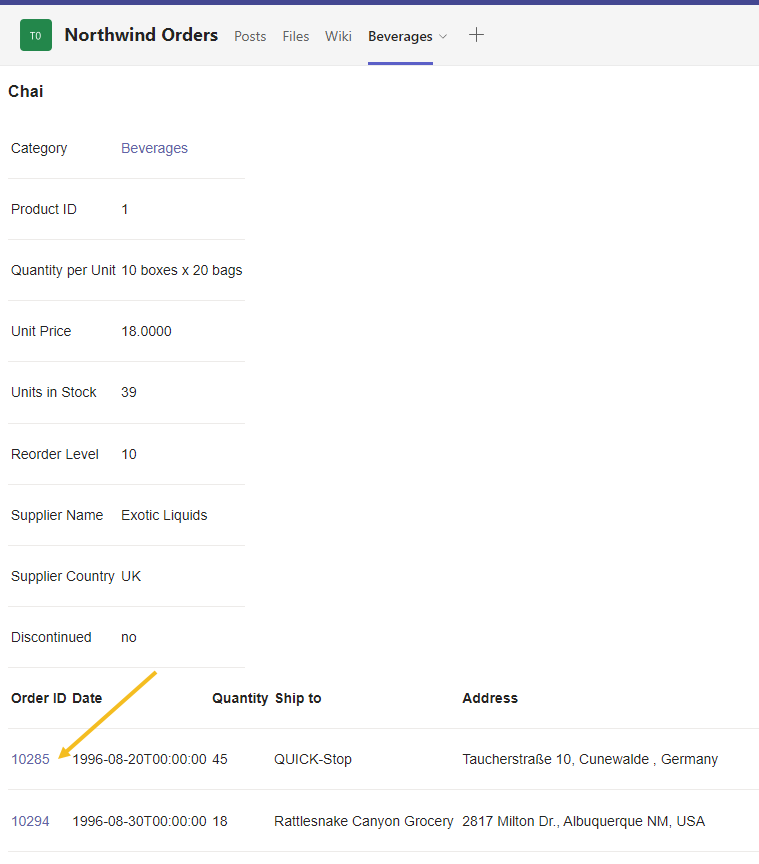 T0 Northwind Orders Posts Files Wiki Beverages
Chai
Category Beverages
Product ID 1
Quantity per Unit 10 boxes x 20 bags
Unit Price 18.0000
Units in Stock 39
Reorder Level 10
Supplier Name Exotic Liquids
Supplier Country UK
Discontinued no
Order ID Date Quantity Ship to Address
10285 1996-08-20T00:00:00 45 QUICK-Stop Taucherstraße 10, Cunewalde , Germany
10294 1996-08-30T00:00:00 18 Rattlesnake Canyon Grocery 2817 Milton Dr., Albuquerque NM, USA